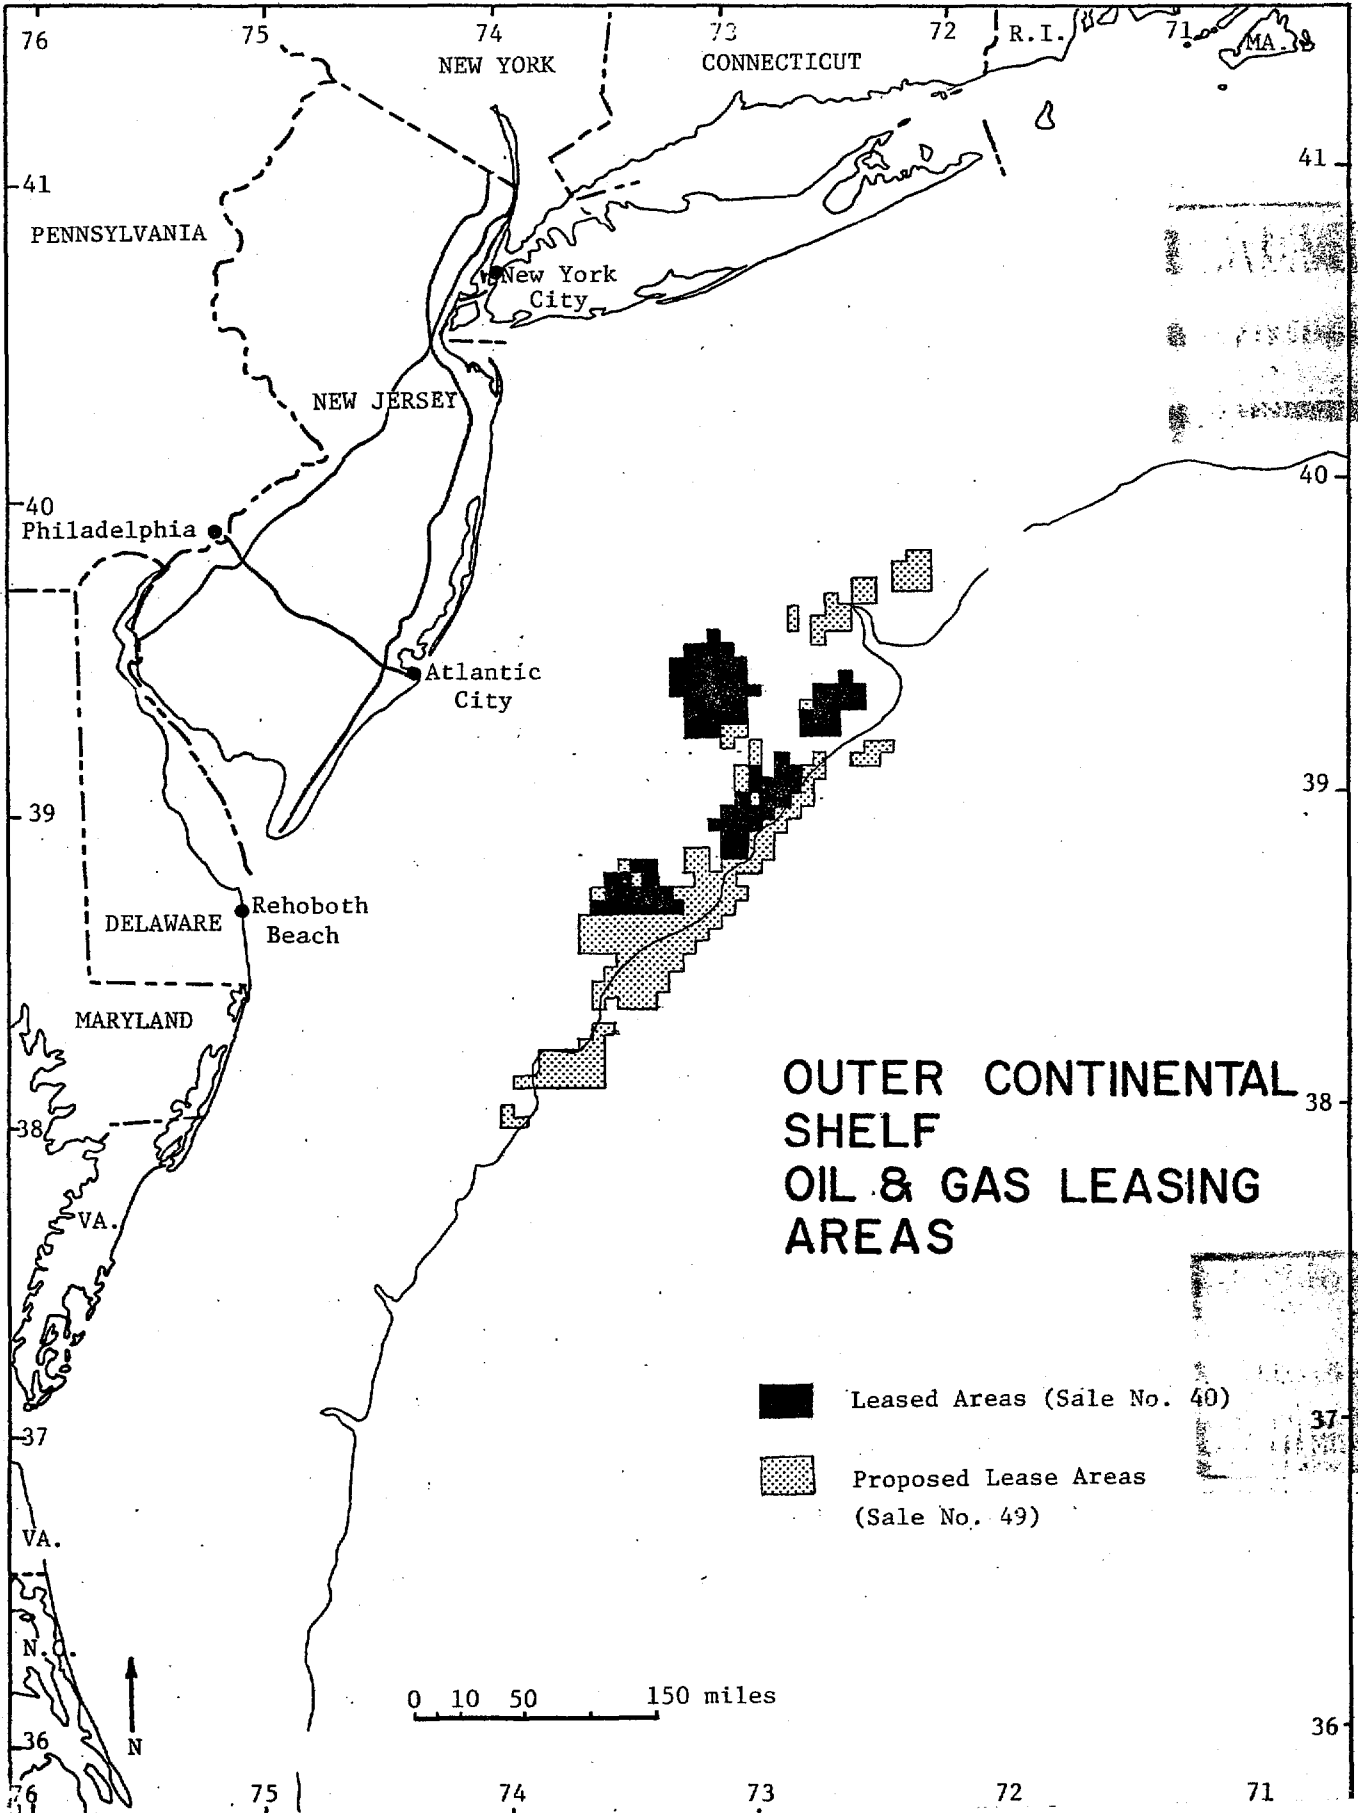 76 75 74 73 72 71
R.I.
MA.
NEW YORK
CONNECTICUT
41
41
PENNSYLVANIA
New York
City
NEW JERSEY
40
40
Philadelphia
Atlantic
City
39
39
Rehoboth
Beach
DELAWARE
MARYLAND
OUTER CONTINENTAL
SHELF
OIL & GAS LEASING
AREAS
38
38
VA.
Leased Areas (Sale No. 40)
37
37
Proposed Lease Areas
(Sale No. 49)
VA.
N.C.
0 10 50 150 miles
36
36
N
76 75 74 73 72 71